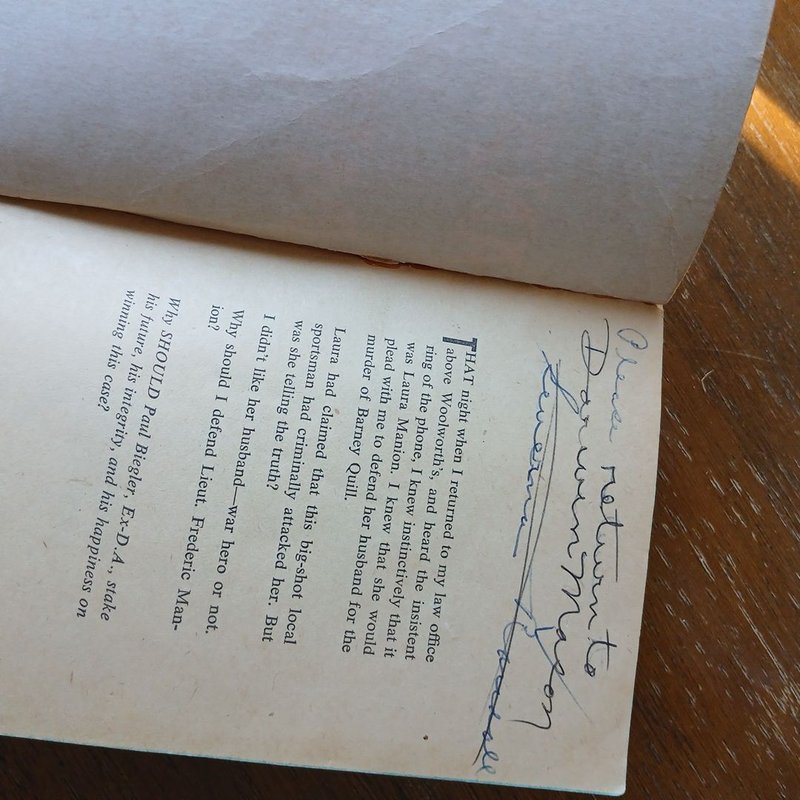 Please return to
Darwin Mason
THAT night when I returned to my law office
above Woolworth's, and heard the insistent
ring of the phone, I knew instinctively that it
was Laura Manion. I knew that she would
plead with me to defend her husband for the
murder of Barney Quill.
Laura had claimed that this big-shot local
sportsman had criminally attacked her. But
was she telling the truth?
I didn't like her husband—war hero or not.
Why should I defend Lieut. Frederic Man-
ion?
Why SHOULD Paul Biegler, Ex-D.A., stake
his future, his integrity, and his happiness on
winning this case?